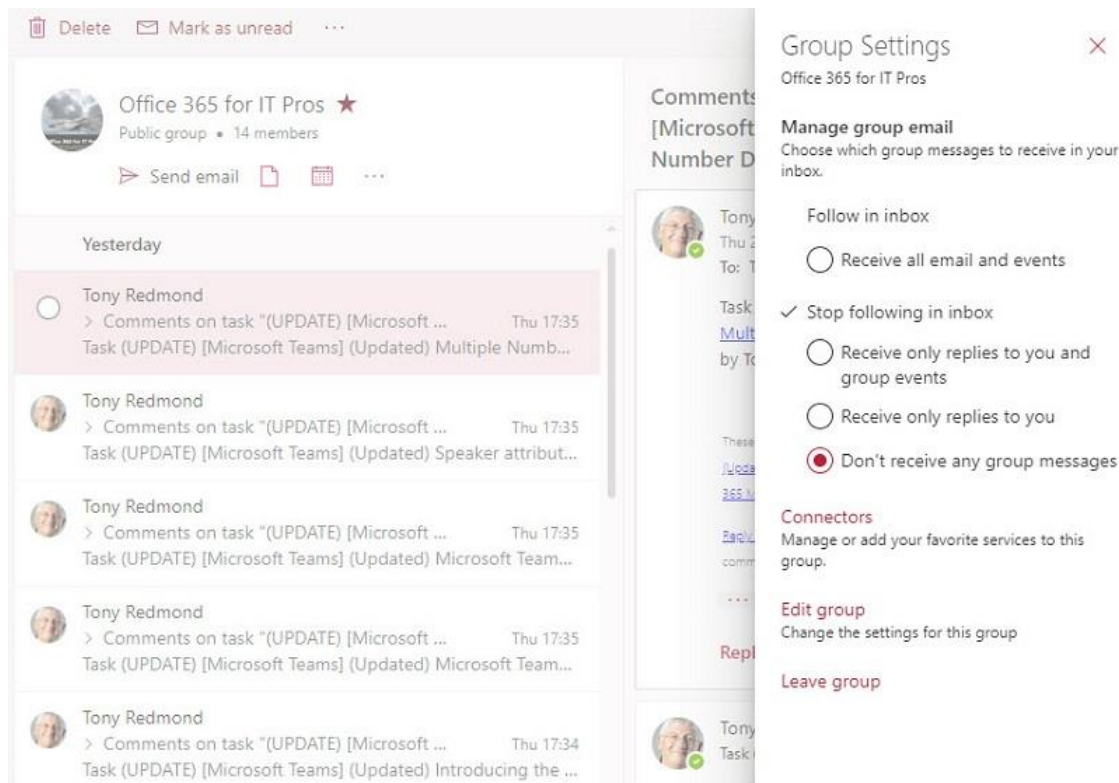 Delete Mark as unread ...
Office 365 for IT Pros
Public group • 14 members
Send email ...
Yesterday
Tony Redmond
> Comments on task "(UPDATE) [Microsoft ... Thu 17:35
Task (UPDATE) [Microsoft Teams] (Updated) Multiple Numb...
Tony Redmond
> Comments on task "(UPDATE) [Microsoft ... Thu 17:35
Task (UPDATE) [Microsoft Teams] (Updated) Speaker attribut...
Tony Redmond
> Comments on task "(UPDATE) [Microsoft ... Thu 17:35
Task (UPDATE) [Microsoft Teams] (Updated) Microsoft Team...
Tony Redmond
> Comments on task "(UPDATE) [Microsoft ... Thu 17:35
Task (UPDATE) [Microsoft Teams] (Updated) Microsoft Team...
Tony Redmond
> Comments on task "(UPDATE) [Microsoft ... Thu 17:34
Task (UPDATE) [Microsoft Teams] (Updated) Introducing the ...
Comments
[Microsoft
Number D
Tony
Thu
To:
Task
Mult
by
These
(Upda
365
Reply
comm
...
Repl
Tony
Task
Group Settings
Office 365 for IT Pros
Manage group email
Choose which group messages to receive in your
inbox.
Follow in inbox
Receive all email and events
Stop following in inbox
Receive only replies to you and
group events
Receive only replies to you
Don't receive any group messages
Connectors
Manage or add your favorite services to this
group.
Edit group
Change the settings for this group
Leave group